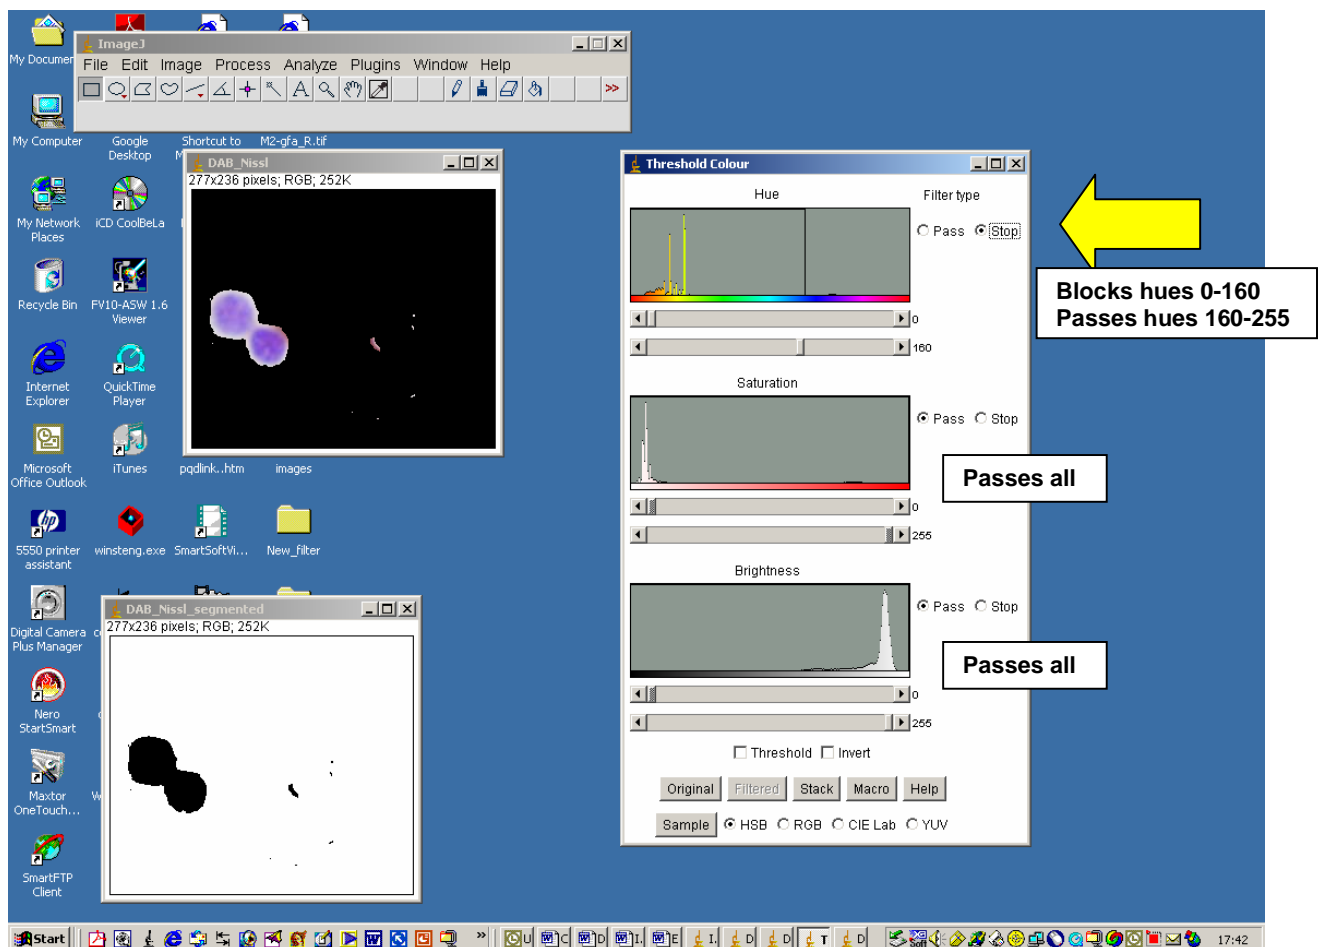 My Documen
ImageJ
File Edit Image Process Analyze Plugins Window Help
A
>>
My Computer
Google Desktop
Shortcut to
M
M2-gfa_R.tif
DAB_Nissl
277x236 pixels; RGB; 252K
My Network Places
iCD CoolBeLa
Recycle Bin
FV10-ASW 1.6 Viewer
Internet Explorer
QuickTime Player
Microsoft Office Outlook
iTunes
pqdlink..htm
images
5550 printer assistant
winsteng.exe
SmartSoftVi...
New_filter
Digital Camera Plus Manager
Nero StartSmart
Maxtor OneTouch...
SmartFTP Client
DAB_Nissl_segmented
277x236 pixels; RGB; 252K
Threshold Colour
Hue
Filter type
Pass Stop
0
160
Blocks hues 0-160
Passes hues 160-255
Saturation
Pass Stop
Passes all
0
255
Brightness
Pass Stop
Passes all
0
255
Threshold Invert
Original Filtered Stack Macro Help
Sample HSB RGB CIE Lab YUV
Start
17:42